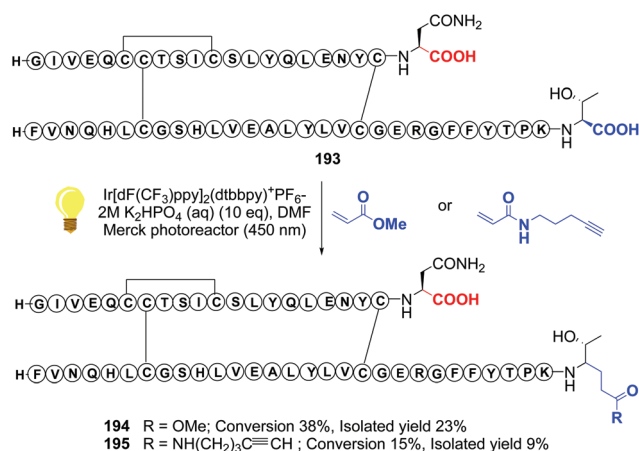 CONH₂
H-GIVEQCCTSICSLYQLENYC-N COOH
H
HO
H-FVNQHLCGSHLVEALYLVCGERGFFYTPK-N COOH
H
193
Ir[dF(CF3)ppy]₂(dtbbpy)⁺PF₆-
2M K₂HPO₄ (aq) (10 eq), DMF
Merck photoreactor (450 nm)
O
OMe
or
O
N
H
CONH₂
H-GIVEQCCTSICSLYQLENYC-N COOH
H
HO
H-FVNQHLCGSHLVEALYLVCGERGFFYTPK-N
H
O
R
194 R = OMe; Conversion 38%, Isolated yield 23%
195 R = NH(CH₂)₃C≡CH ; Conversion 15%, Isolated yield 9%